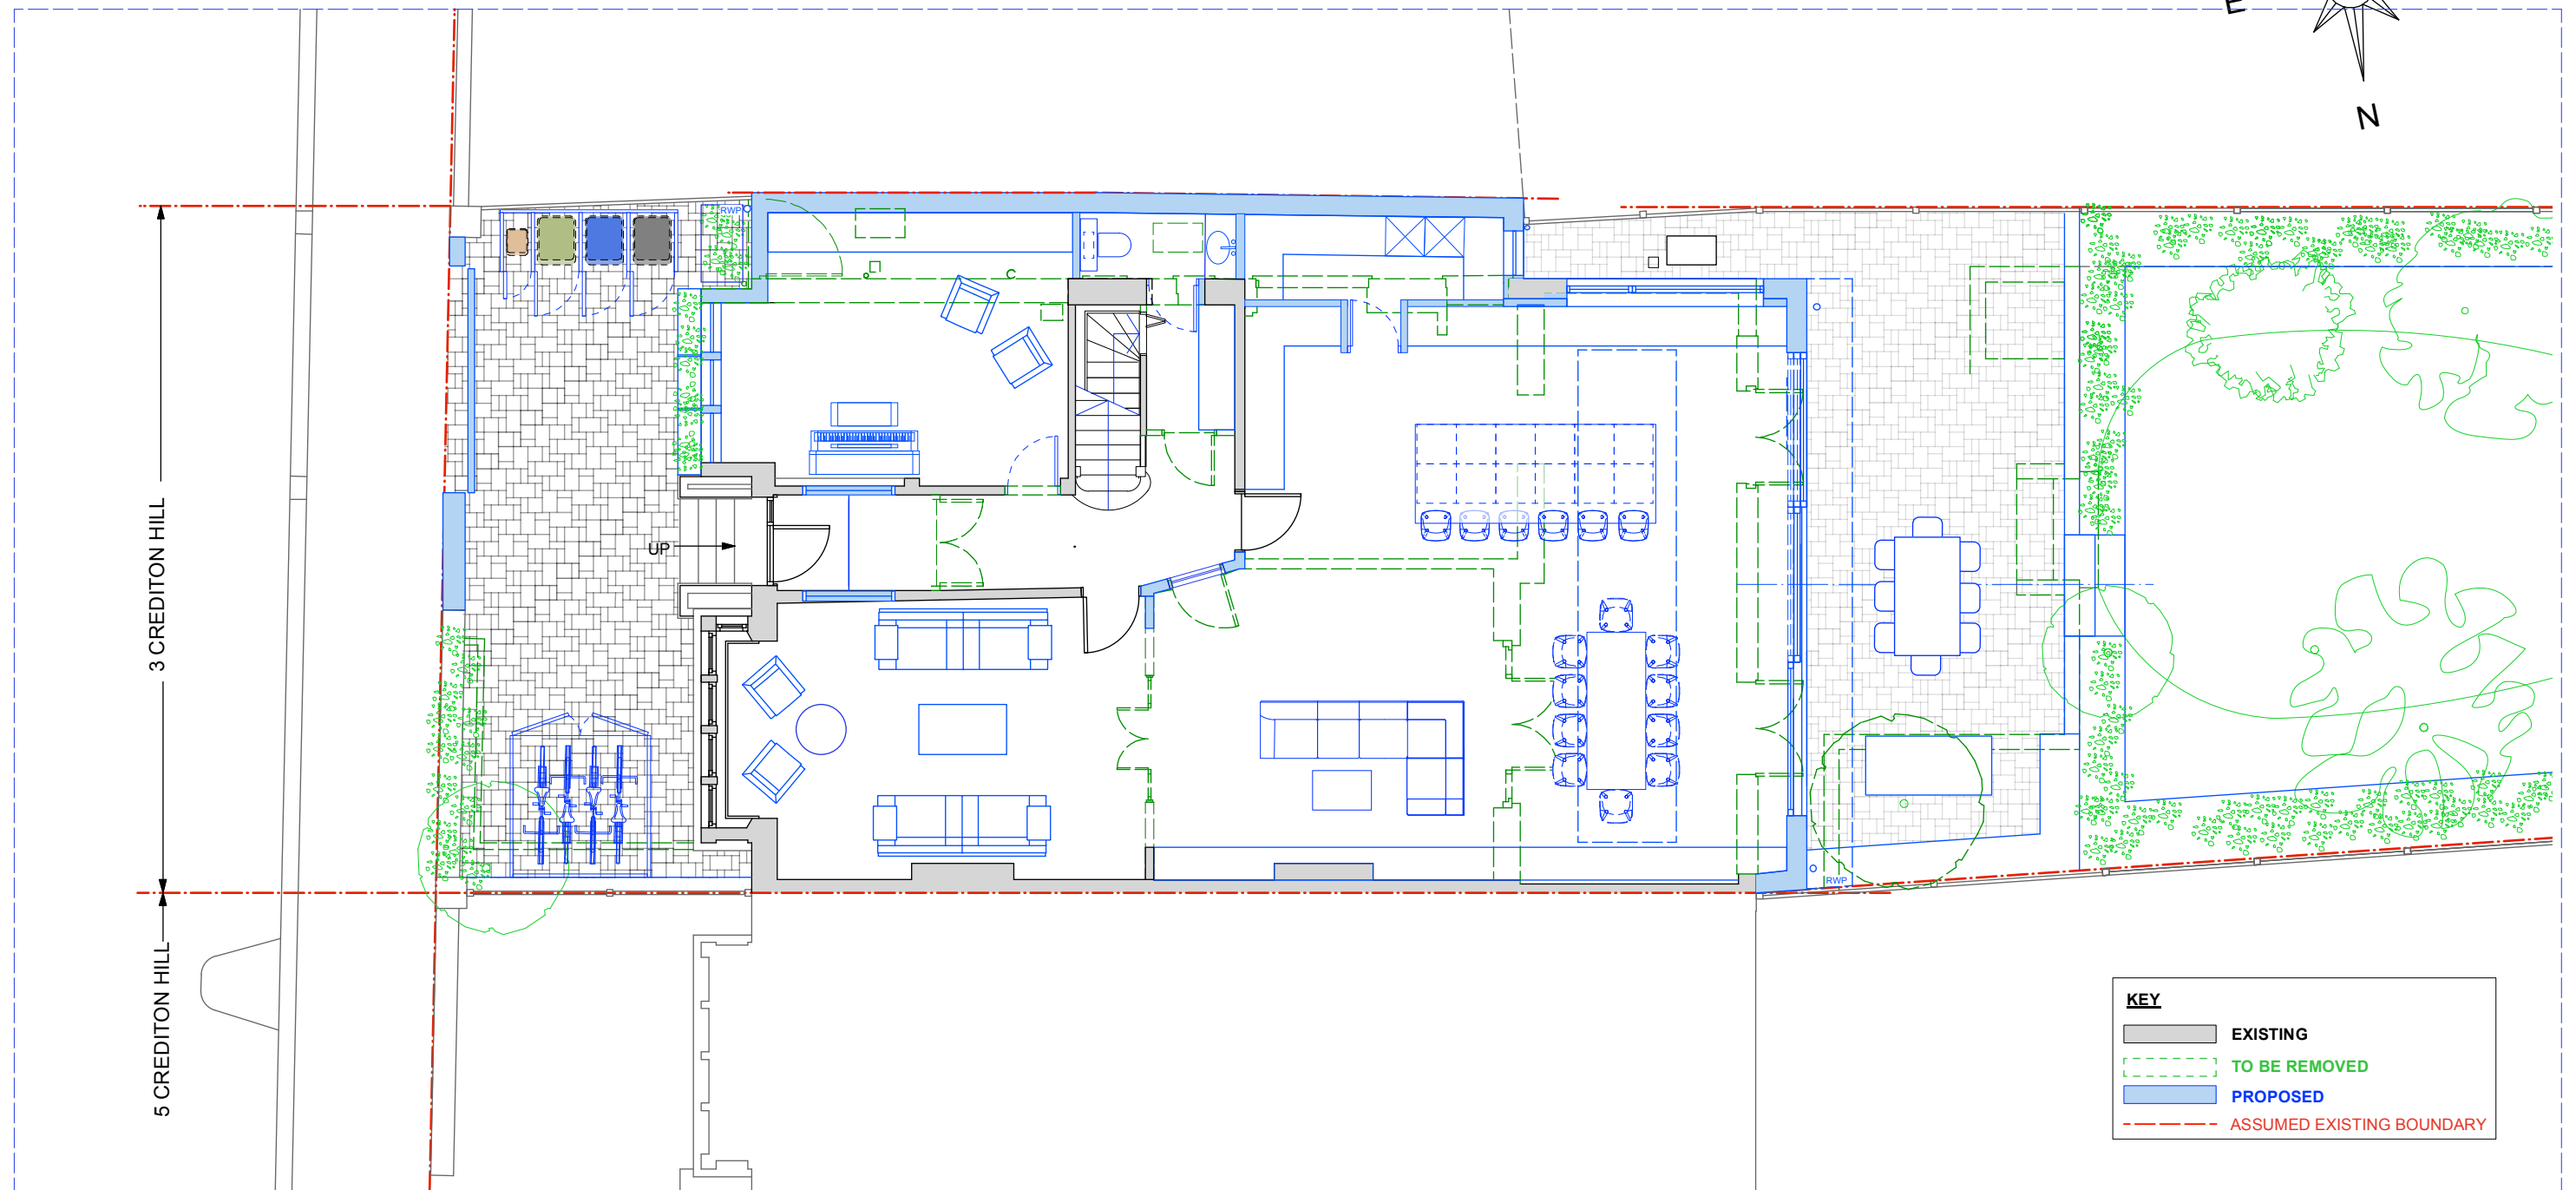 E
N
RWP
3 CREDITON HILL
UP
RWP
5 CREDITON HILL
KEY
EXISTING
TO BE REMOVED
PROPOSED
ASSUMED EXISTING BOUNDARY